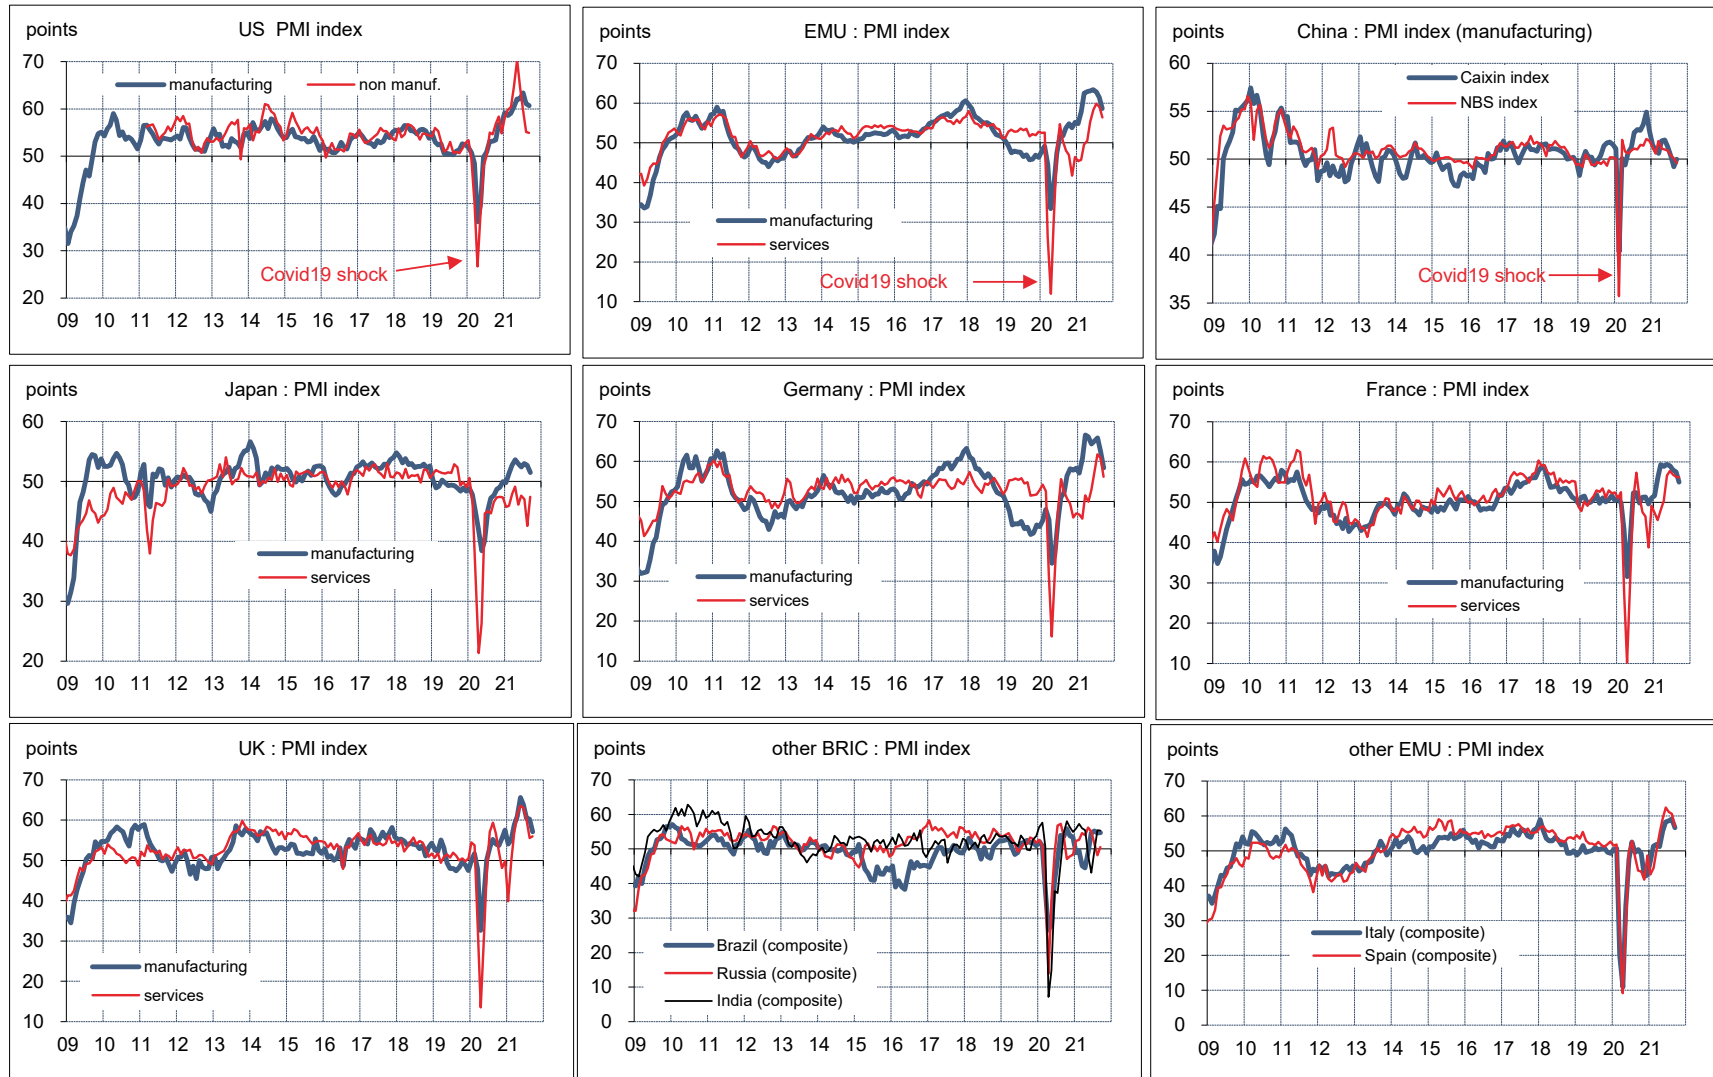 points
US PMI index
70
60
50
40
30
20
manufacturing
non manuf.
Covid19 shock
09 10 11 12 13 14 15 16 17 18 19 20 21
points
EMU : PMI index
70
60
50
40
30
20
10
manufacturing
services
Covid19 shock
09 10 11 12 13 14 15 16 17 18 19 20 21
points
China : PMI index (manufacturing)
60
55
50
45
40
35
Caixin index
NBS index
Covid19 shock
09 10 11 12 13 14 15 16 17 18 19 20 21
points
Japan : PMI index
60
50
40
30
20
manufacturing
services
09 10 11 12 13 14 15 16 17 18 19 20 21
points
Germany : PMI index
70
60
50
40
30
20
10
manufacturing
services
09 10 11 12 13 14 15 16 17 18 19 20 21
points
France : PMI index
70
60
50
40
30
20
10
manufacturing
services
09 10 11 12 13 14 15 16 17 18 19 20 21
points
UK : PMI index
70
60
50
40
30
20
10
manufacturing
services
09 10 11 12 13 14 15 16 17 18 19 20 21
points
other BRIC : PMI index
70
60
50
40
30
20
10
0
Brazil (composite)
Russia (composite)
India (composite)
09 10 11 12 13 14 15 16 17 18 19 20 21
points
other EMU : PMI index
70
60
50
40
30
20
10
0
Italy (composite)
Spain (composite)
09 10 11 12 13 14 15 16 17 18 19 20 21